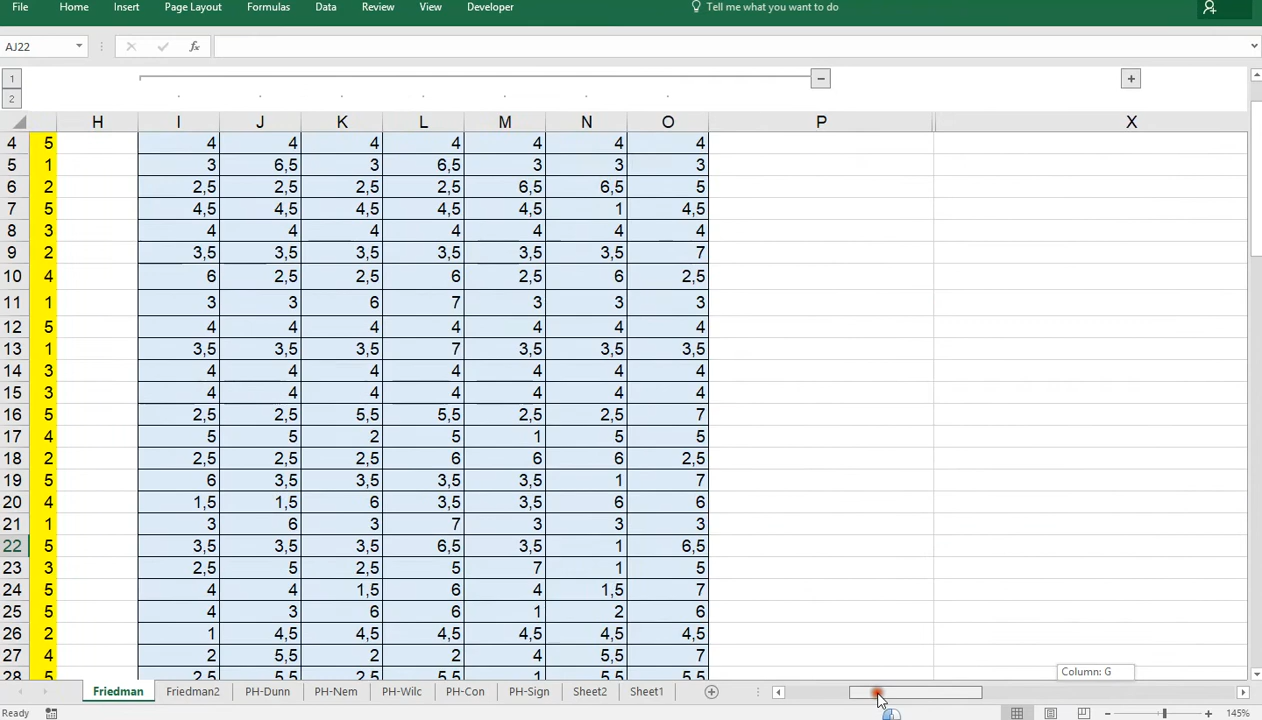 File Home Insert Page Layout Formulas Data Review View Developer Tell me what you want to do
AJ22 fx
1
2
H I J K L M N O P X
4 5 4 4 4 4 4 4 4
5 1 3 6,5 3 6,5 3 3 3
6 2 2,5 2,5 2,5 2,5 6,5 6,5 5
7 5 4,5 4,5 4,5 4,5 4,5 1 4,5
8 3 4 4 4 4 4 4 4
9 2 3,5 3,5 3,5 3,5 3,5 3,5 7
10 4 6 2,5 2,5 6 2,5 6 2,5
11 1 3 3 6 7 3 3 3
12 5 4 4 4 4 4 4 4
13 1 3,5 3,5 3,5 7 3,5 3,5 3,5
14 3 4 4 4 4 4 4 4
15 3 4 4 4 4 4 4 4
16 5 2,5 2,5 5,5 5,5 2,5 2,5 7
17 4 5 5 2 5 1 5 5
18 2 2,5 2,5 2,5 6 6 6 2,5
19 5 6 3,5 3,5 3,5 3,5 1 7
20 4 1,5 1,5 6 3,5 3,5 6 6
21 1 3 6 3 7 3 3 3
22 5 3,5 3,5 3,5 6,5 3,5 1 6,5
23 3 2,5 5 2,5 5 7 1 5
24 5 4 4 1,5 6 4 1,5 7
25 5 4 3 6 6 1 2 6
26 2 1 4,5 4,5 4,5 4,5 4,5 4,5
27 4 2 5,5 2 2 4 5,5 7
28 5 2,5 5,5 2,5 5,5 1 5,5 5,5
Column: G
Friedman Friedman2 PH-Dunn PH-Nem PH-Wilc PH-Con PH-Sign Sheet2 Sheet1
Ready 145%